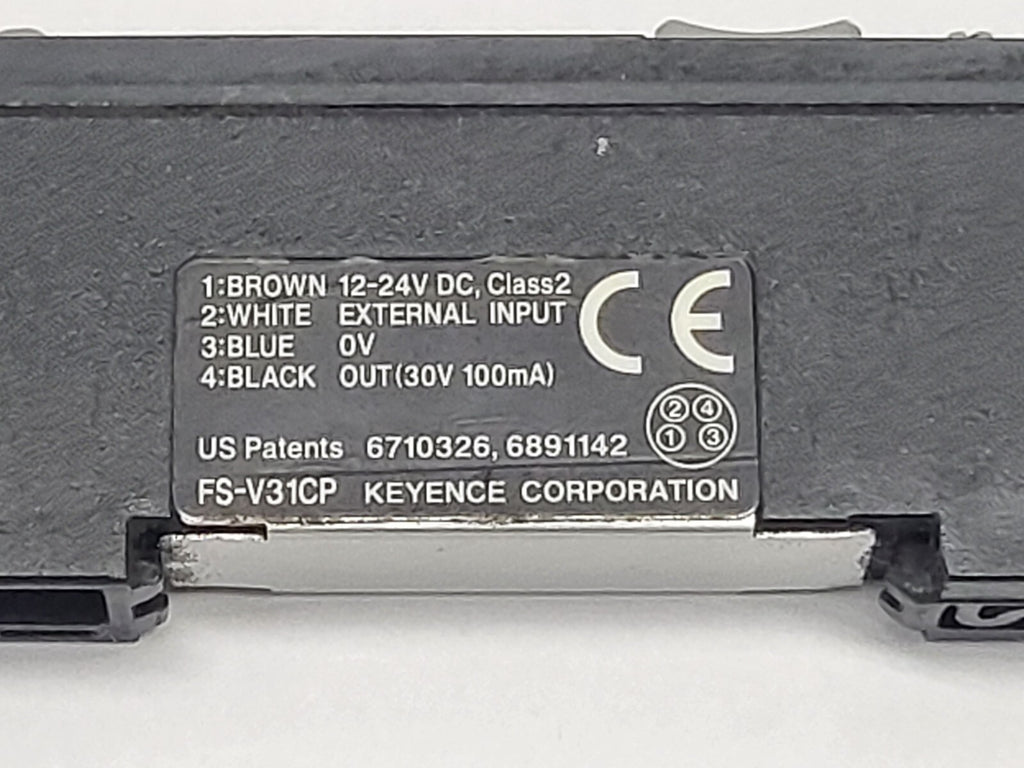 1:BROWN 12-24V DC, Class2
2:WHITE EXTERNAL INPUT
3:BLUE 0V
4:BLACK OUT(30V 100mA)
CE
② ④
① ③
US Patents 6710326, 6891142
FS-V31CP KEYENCE CORPORATION